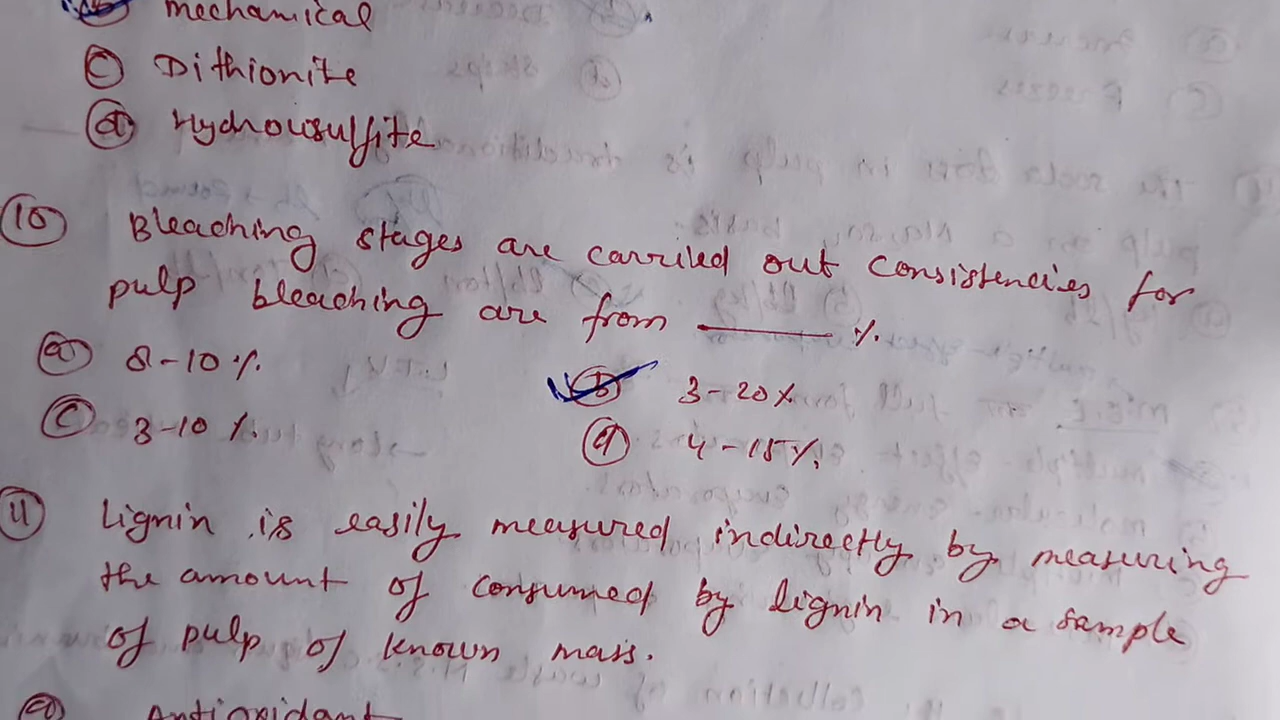 (b) mechamical
(c) Dithionite
(d) Hydrousulfite
(10) Bleaching stages are carriled out consistencies for
pulp bleaching are from ______ %.
(a) 8-10 %.
(b) 3-20 %
(c) 3-10 %.
(d) 4-15 %.
(11) Lignin is easily measured indirectly by measuring
the amount of consumed by lignin in a sample
of pulp of known mass.
(a) Antioxidant